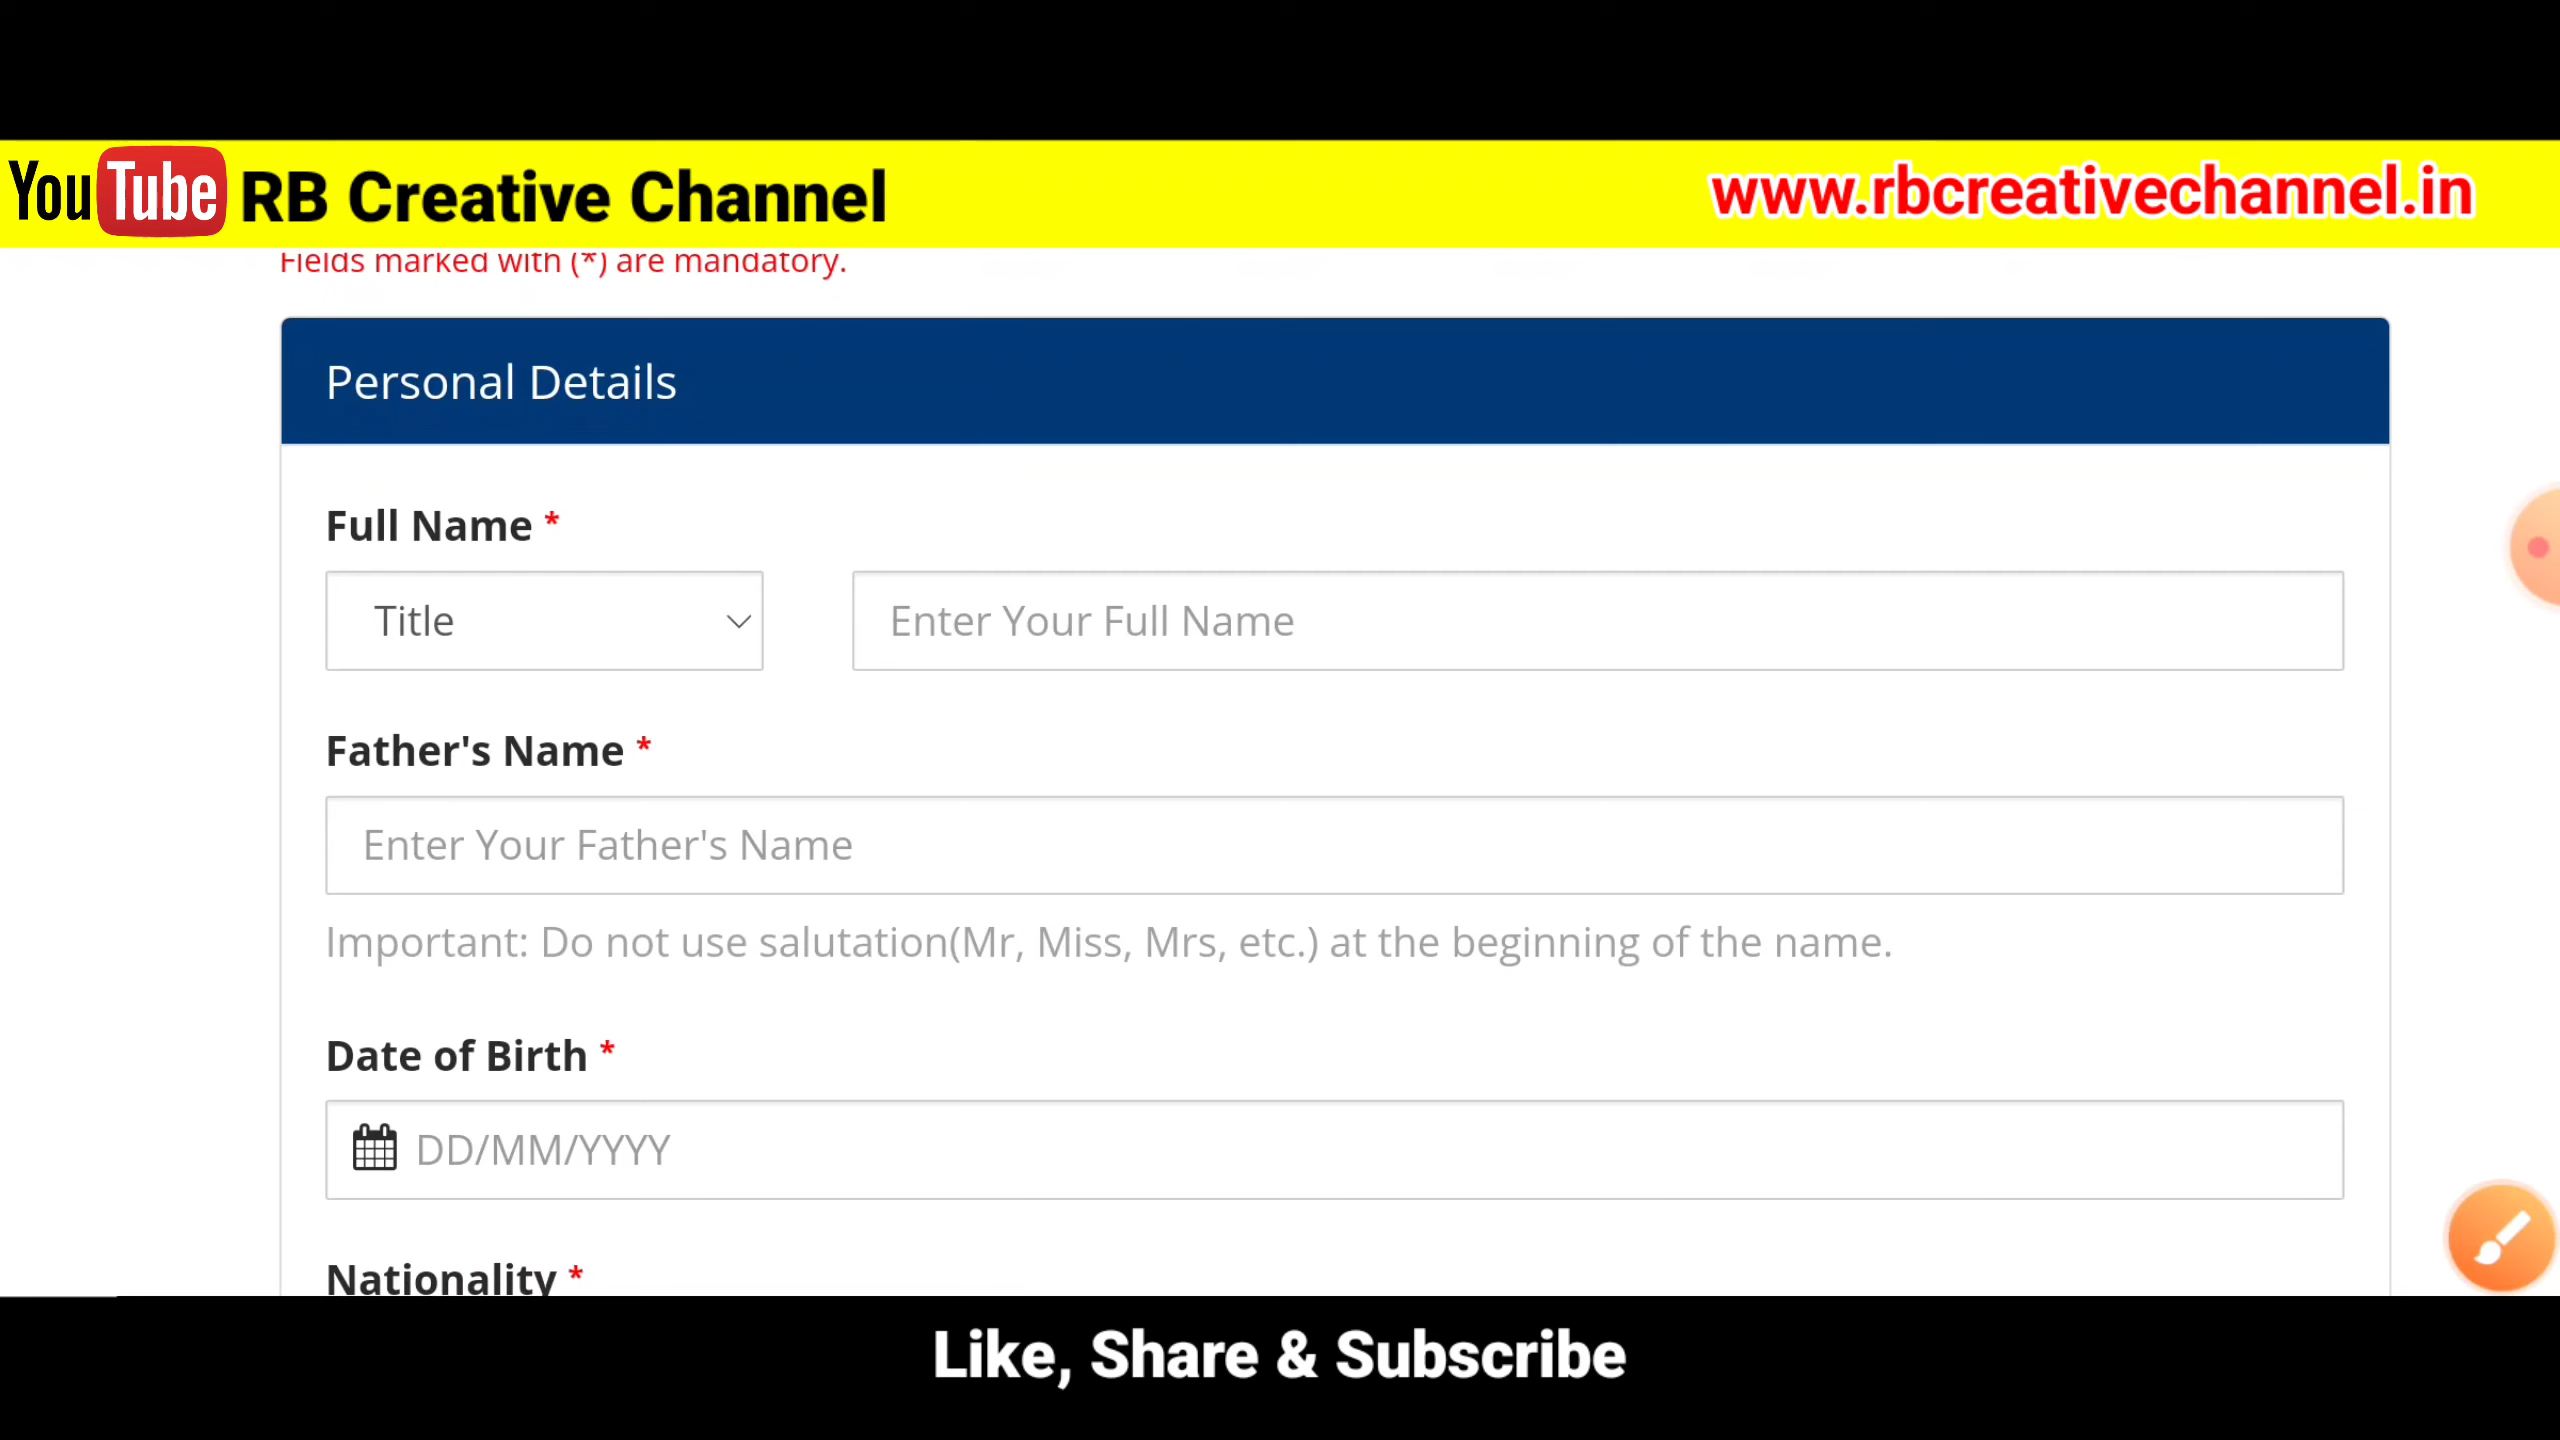 YouTube RB Creative Channel www.rbcreativechannel.in
Fields marked with (*) are mandatory.
Personal Details
Full Name *
Title Enter Your Full Name
Father's Name *
Enter Your Father's Name
Important: Do not use salutation(Mr, Miss, Mrs, etc.) at the beginning of the name.
Date of Birth *
DD/MM/YYYY
Nationality *
Like, Share & Subscribe